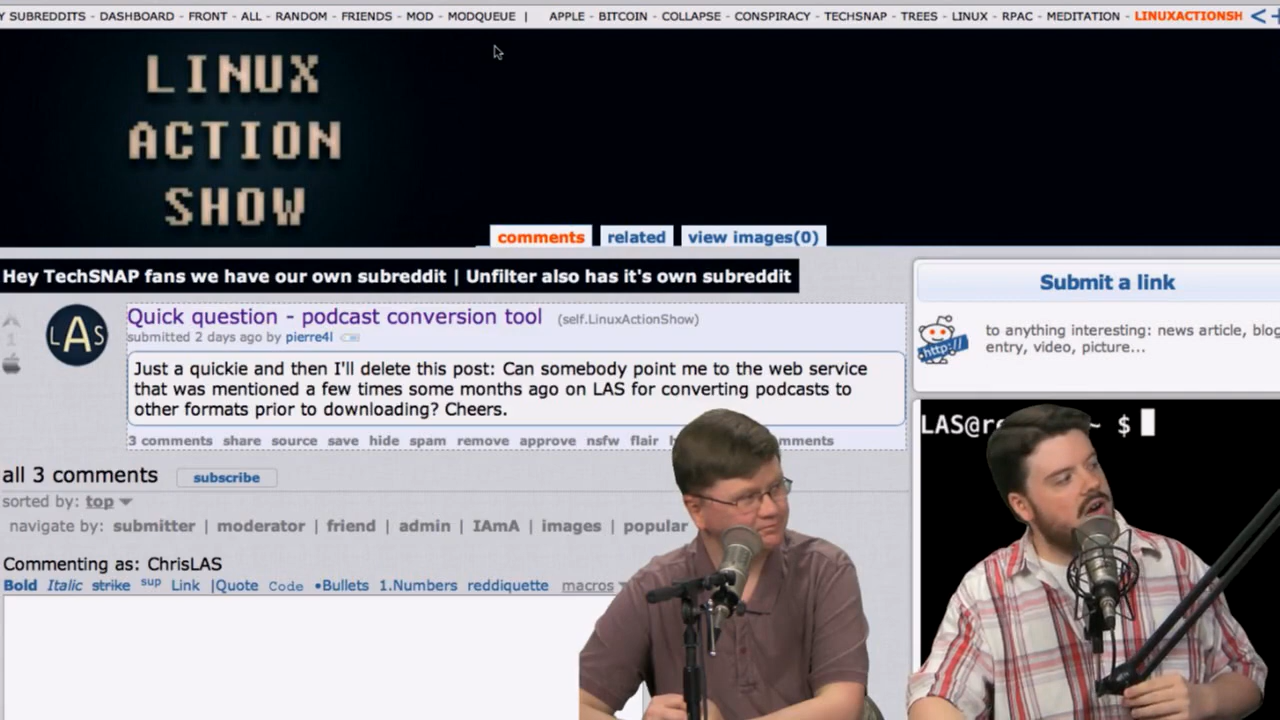 Y SUBREDDITS - DASHBOARD - FRONT - ALL - RANDOM - FRIENDS - MOD - MODQUEUE | APPLE - BITCOIN - COLLAPSE - CONSPIRACY - TECHSNAP - TREES - LINUX - RPAC - MEDITATION - LINUXACTIONSH
LINUX
ACTION
SHOW
comments related view images(0)
Hey TechSNAP fans we have our own subreddit | Unfilter also has it's own subreddit
Submit a link
LAS
1
Quick question - podcast conversion tool (self.LinuxActionShow)
submitted 2 days ago by pierre4l
http://
to anything interesting: news article, blog
entry, video, picture...
Just a quickie and then I'll delete this post: Can somebody point me to the web service
that was mentioned a few times some months ago on LAS for converting podcasts to
other formats prior to downloading? Cheers.
3 comments share source save hide spam remove approve nsfw flair h mments
LAS@re ~ $
all 3 comments subscribe
sorted by: top
navigate by: submitter | moderator | friend | admin | IAmA | images | popular
Commenting as: ChrisLAS
Bold Italic strike sup Link |Quote Code •Bullets 1.Numbers reddiquette macros